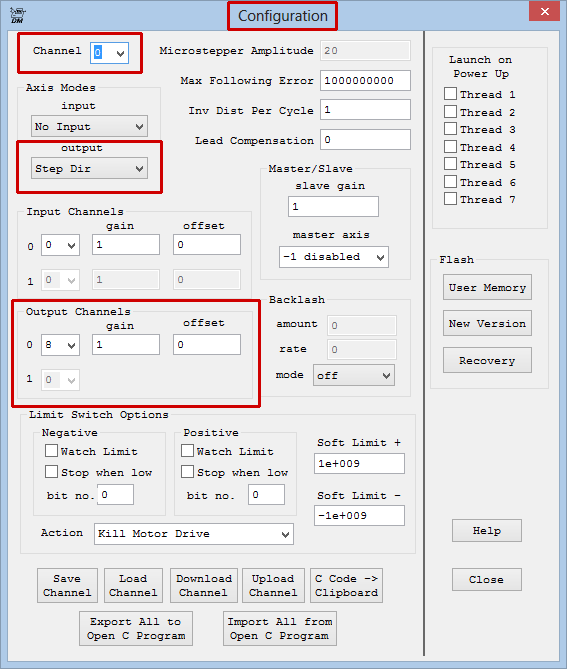 DM
Configuration
Channel 0
Microstepper Amplitude 20
Max Following Error 1000000000
Inv Dist Per Cycle 1
Lead Compensation 0
Axis Modes
input
No Input
output
Step Dir
Master/Slave
slave gain
1
master axis
-1 disabled
Input Channels
gain offset
0 0 1 0
1 0 1 0
Output Channels
gain offset
0 8 1 0
1 0
Backlash
amount 0
rate 0
mode off
Limit Switch Options
Negative
Watch Limit
Stop when low
bit no. 0
Positive
Watch Limit
Stop when low
bit no. 0
Soft Limit +
1e+009
Soft Limit -
-1e+009
Action Kill Motor Drive
Save Channel
Load Channel
Download Channel
Upload Channel
C Code -> Clipboard
Export All to Open C Program
Import All from Open C Program
Launch on
Power Up
Thread 1
Thread 2
Thread 3
Thread 4
Thread 5
Thread 6
Thread 7
Flash
User Memory
New Version
Recovery
Help
Close